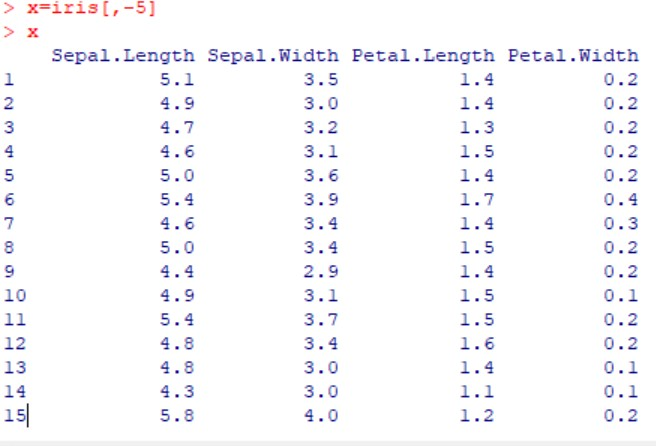 > x=iris[,-5]
> x
Sepal.Length Sepal.Width Petal.Length Petal.Width
1 5.1 3.5 1.4 0.2
2 4.9 3.0 1.4 0.2
3 4.7 3.2 1.3 0.2
4 4.6 3.1 1.5 0.2
5 5.0 3.6 1.4 0.2
6 5.4 3.9 1.7 0.4
7 4.6 3.4 1.4 0.3
8 5.0 3.4 1.5 0.2
9 4.4 2.9 1.4 0.2
10 4.9 3.1 1.5 0.1
11 5.4 3.7 1.5 0.2
12 4.8 3.4 1.6 0.2
13 4.8 3.0 1.4 0.1
14 4.3 3.0 1.1 0.1
15 5.8 4.0 1.2 0.2